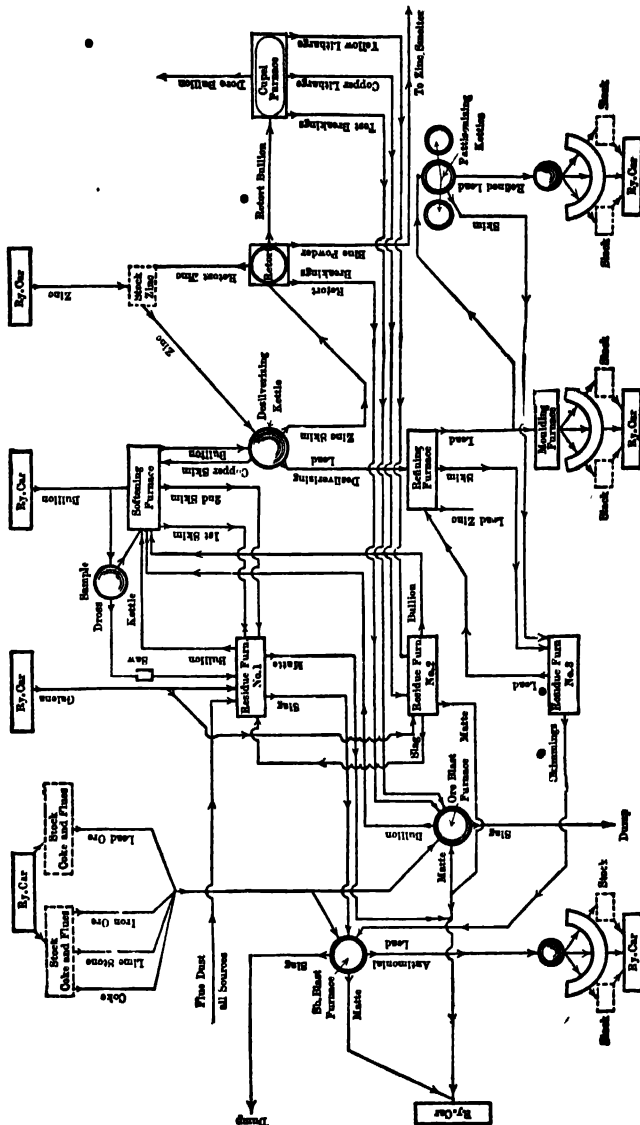 Ry. Car
Ry. Car
Ry. Car
Ry. Car
Stock
Coke and Flues
Stock
Coke and Flues
Coke
Lime Stone
Iron Ore
Lead Ore
Galena
Bullion
Zinc
Stock
Zinc
Zinc
Retort Zinc
Dore Bullion
Cupel
Furnace
Yellow Litharge
Copper Litharge
Test Breakings
Retort Bullion
Retort
Blue Powder
Retort
Breakings
To Zinc Smelter
Sample
Dross
Kettle
Softening
Furnace
Copper Skim
Bullion
2nd Skim
1st Skim
Desilverizing
Kettle
Zinc Skim
Desilverizing
Lead
Saw
Bullion
Residue Furn
No.1
Slag
Matte
Flue Dust
all Sources
Bullion
Residue Furn
No.2
Slag
Matte
Refining
Furnace
Lead
Skim
Lead Zinc
Pattisonizing
Kettles
Refined Lead
Skim
Moulding
Furnace
Ore Blast
Furnace
Bullion
Matte
Slag
Dump
Lead
Residue Furn
No.3
Skimmings
Sb.Blast
Furnace
Slag
Matte
Antimonial
Lead
Dump
Ry.Car
Stock
Stock
Ry.Car
Stock
Stock
Ry.Car
Stock
Stock
Ry.Car